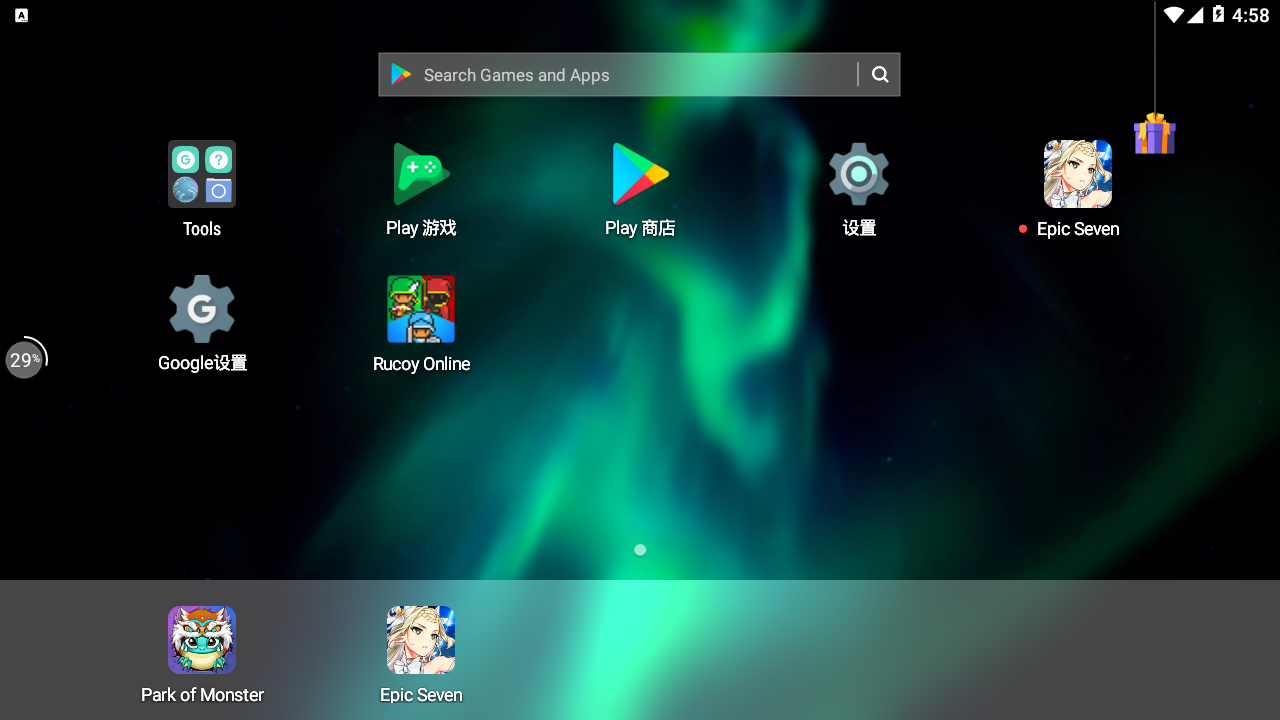 4:58
Search Games and Apps
Tools
Play 游戏
Play 商店
设置
Epic Seven
Google设置
Rucoy Online
29%
Park of Monster
Epic Seven